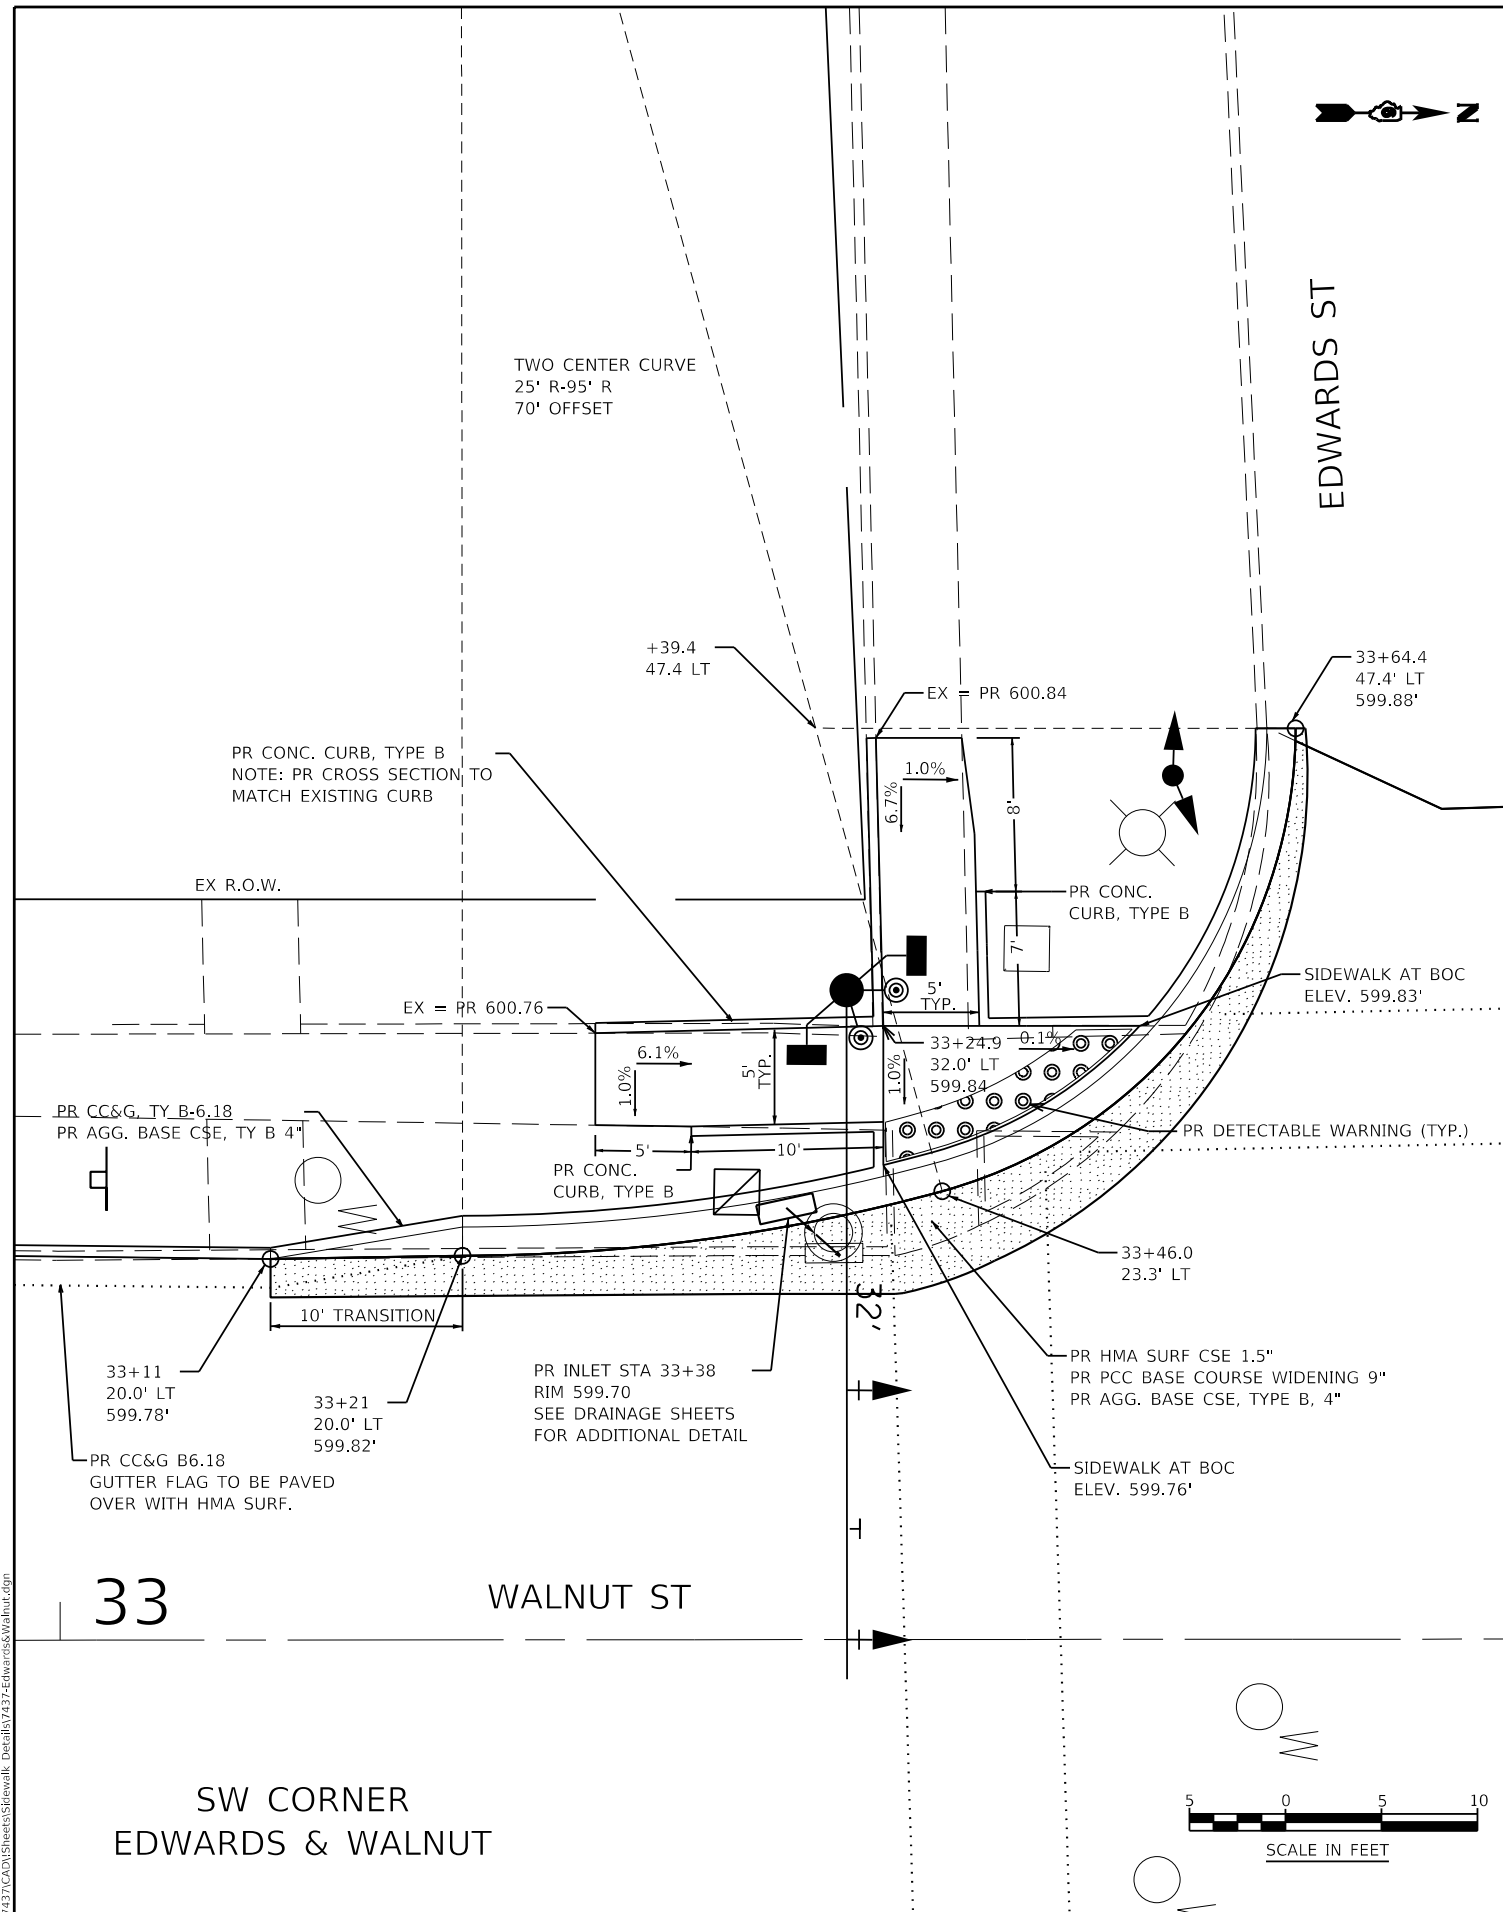 N
EDWARDS ST
TWO CENTER CURVE
25' R-95' R
70' OFFSET
+39.4
47.4 LT
33+64.4
47.4' LT
599.88'
EX = PR 600.84
PR CONC. CURB, TYPE B
NOTE: PR CROSS SECTION TO
MATCH EXISTING CURB
1.0%
6.7%
8'
EX R.O.W.
PR CONC.
CURB, TYPE B
7'
SIDEWALK AT BOC
ELEV. 599.83'
5'
TYP.
EX = PR 600.76
33+24.9
32.0' LT
599.84
0.1%
6.1%
1.0%
5'
TYP.
1.0%
PR CC&G, TY B-6.18
PR AGG. BASE CSE, TY B 4"
PR DETECTABLE WARNING (TYP.)
5'
10'
PR CONC.
CURB, TYPE B
33+46.0
23.3' LT
10' TRANSITION
32'
33+11
20.0' LT
599.78'
33+21
20.0' LT
599.82'
PR INLET STA 33+38
RIM 599.70
SEE DRAINAGE SHEETS
FOR ADDITIONAL DETAIL
PR HMA SURF CSE 1.5"
PR PCC BASE COURSE WIDENING 9"
PR AGG. BASE CSE, TYPE B, 4"
PR CC&G B6.18
GUTTER FLAG TO BE PAVED
OVER WITH HMA SURF.
SIDEWALK AT BOC
ELEV. 599.76'
33
WALNUT ST
SW CORNER
EDWARDS & WALNUT
5 0 5 10
SCALE IN FEET
7437\CAD\!Sheets\Sidewalk Details\7437-Edwards&Walnut.dgn